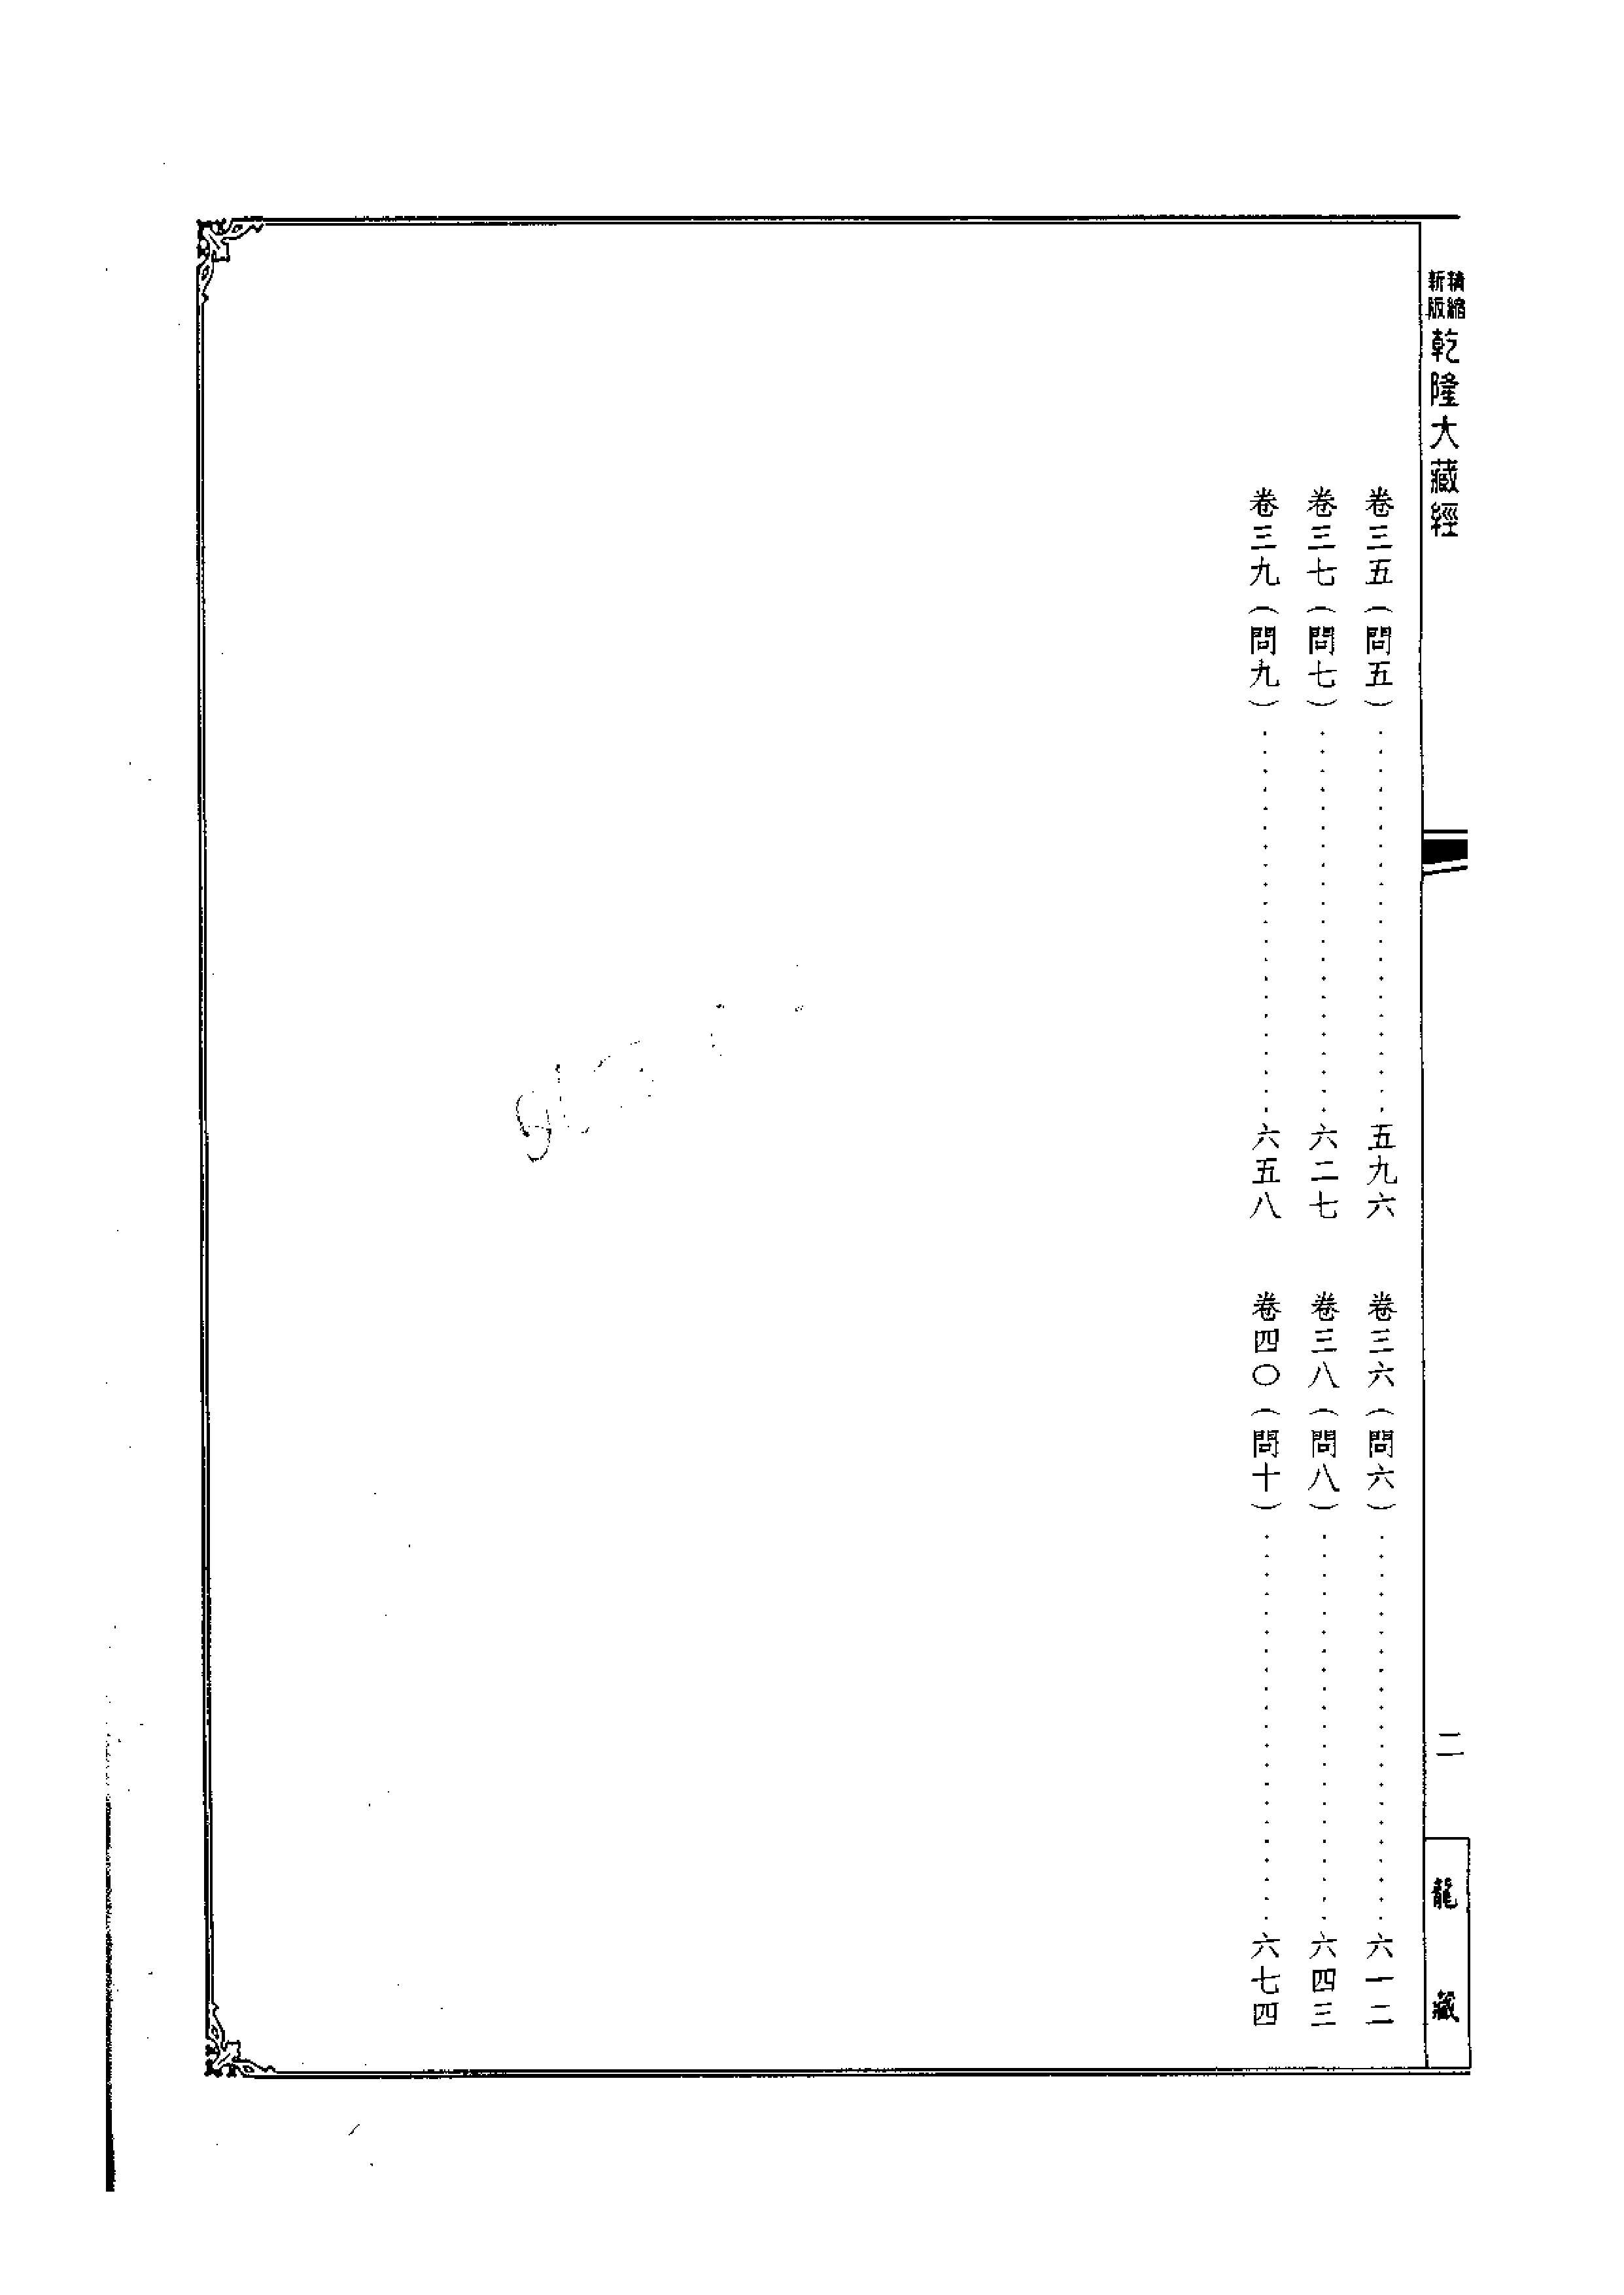 精縮
新版
乾隆大藏經
二
龍藏
卷三五（問五）·····················五九六
卷三六（問六）·····················六一二
卷三七（問七）·····················六二七
卷三八（問八）·····················六四三
卷三九（問九）·····················六五八
卷四〇（問十）·····················六七四